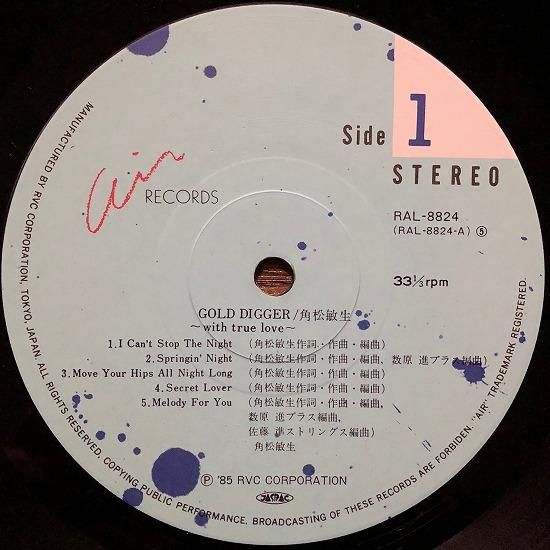 Side 1
STEREO
Air RECORDS
RAL-8824
(RAL-8824-A) ⑤
33 1/3 rpm
GOLD DIGGER/角松敏生
〜with true love〜
1.I Can't Stop The Night (角松敏生作詞・作曲・編曲)
2.Springin' Night (角松敏生作詞・作曲・編曲, 数原 進ブラス編曲)
3.Move Your Hips All Night Long (角松敏生作詞・作曲・編曲)
4.Secret Lover (角松敏生作詞・作曲・編曲)
5.Melody For You (角松敏生作詞・作曲・編曲,
数原 進ブラス編曲,
佐藤 準ストリングス編曲)
角松敏生
Ⓟ '85 RVC CORPORATION
JASRAC
MANUFACTURED BY RVC CORPORATION, TOKYO, JAPAN. ALL RIGHTS RESERVED. COPYING PUBLIC PERFORMANCE, BROADCASTING OF THESE RECORDS ARE FORBIDDEN. "AIR" TRADEMARK REGISTERED.